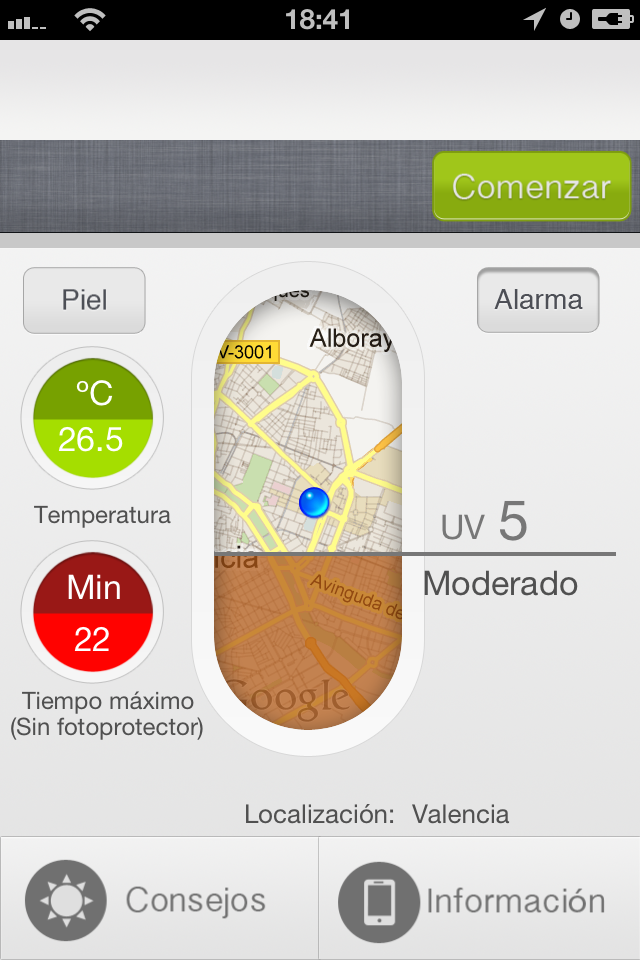 18:41
Comenzar
Piel
Alarma
Alboray
V-3001
ºC
26.5
Temperatura
UV 5
Moderado
Avinguda de
Min
22
Tiempo máximo
(Sin fotoprotector)
Google
Localización: Valencia
Consejos
Información